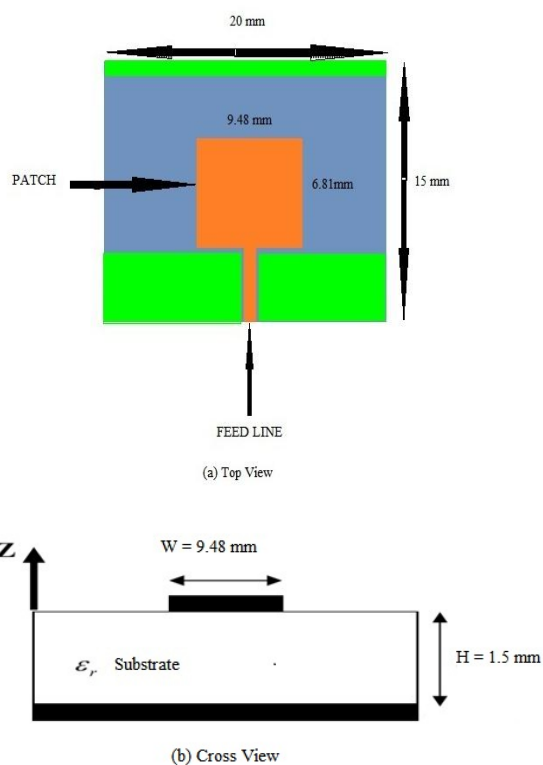 20 mm
9.48 mm
PATCH
6.81mm
15 mm
FEED LINE
(a) Top View
Z
W = 9.48 mm
εr Substrate
H = 1.5 mm
(b) Cross View